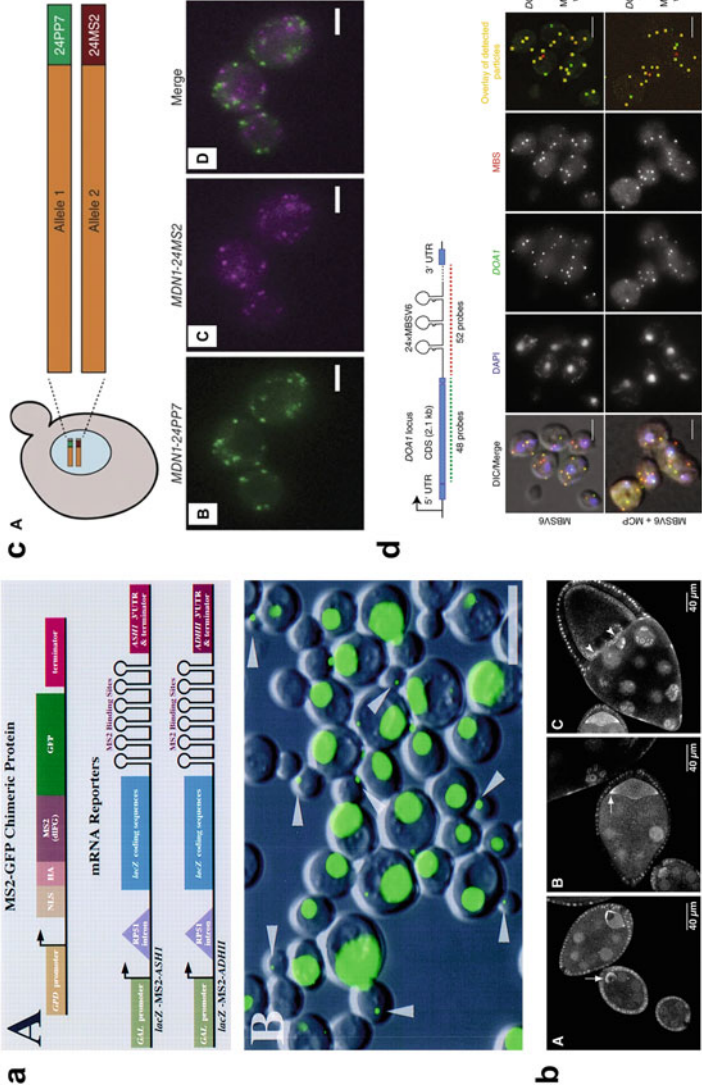 a
A
MS2-GFP Chimeric Protein
GPD promoter
NLS
HA
MS2
(dlFG)
GFP
terminator
mRNA Reporters
MS2 Binding Sites
GAL promoter
RP51
intron
lacZ coding sequences
ASH1 3'UTR
& terminator
lacZ-MS2-ASH1
MS2 Binding Sites
GAL promoter
RP51
intron
lacZ coding sequences
ADHII 3'UTR
& terminator
lacZ-MS2-ADHII
B
b
A
40 µm
B
40 µm
C
40 µm
c
A
Allele 1
24PP7
Allele 2
24MS2
MDN1-24PP7
MDN1-24MS2
Merge
B
C
D
d
DOA1 locus
5' UTR
CDS (2.1 kb)
24xMBSV6
3' UTR
48 probes
52 probes
DIC/Merge
DAPI
DOA1
MBS
Overlay of detected
particles
MBSV6
MBSV6 + MCP